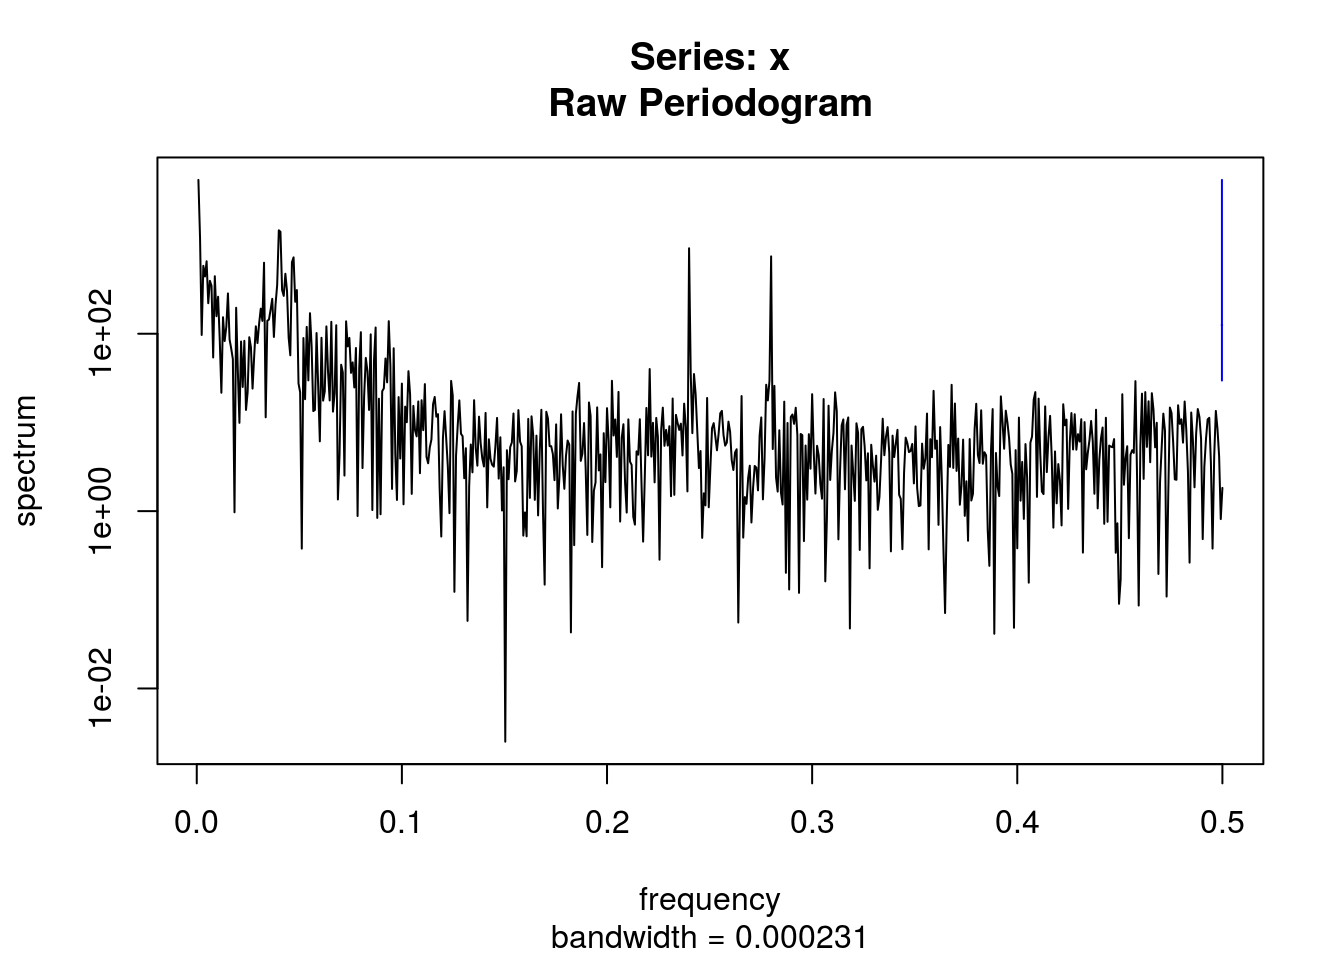 Series: x
Raw Periodogram
spectrum
1e+02
1e+00
1e-02
0.0 0.1 0.2 0.3 0.4 0.5
frequency
bandwidth = 0.000231